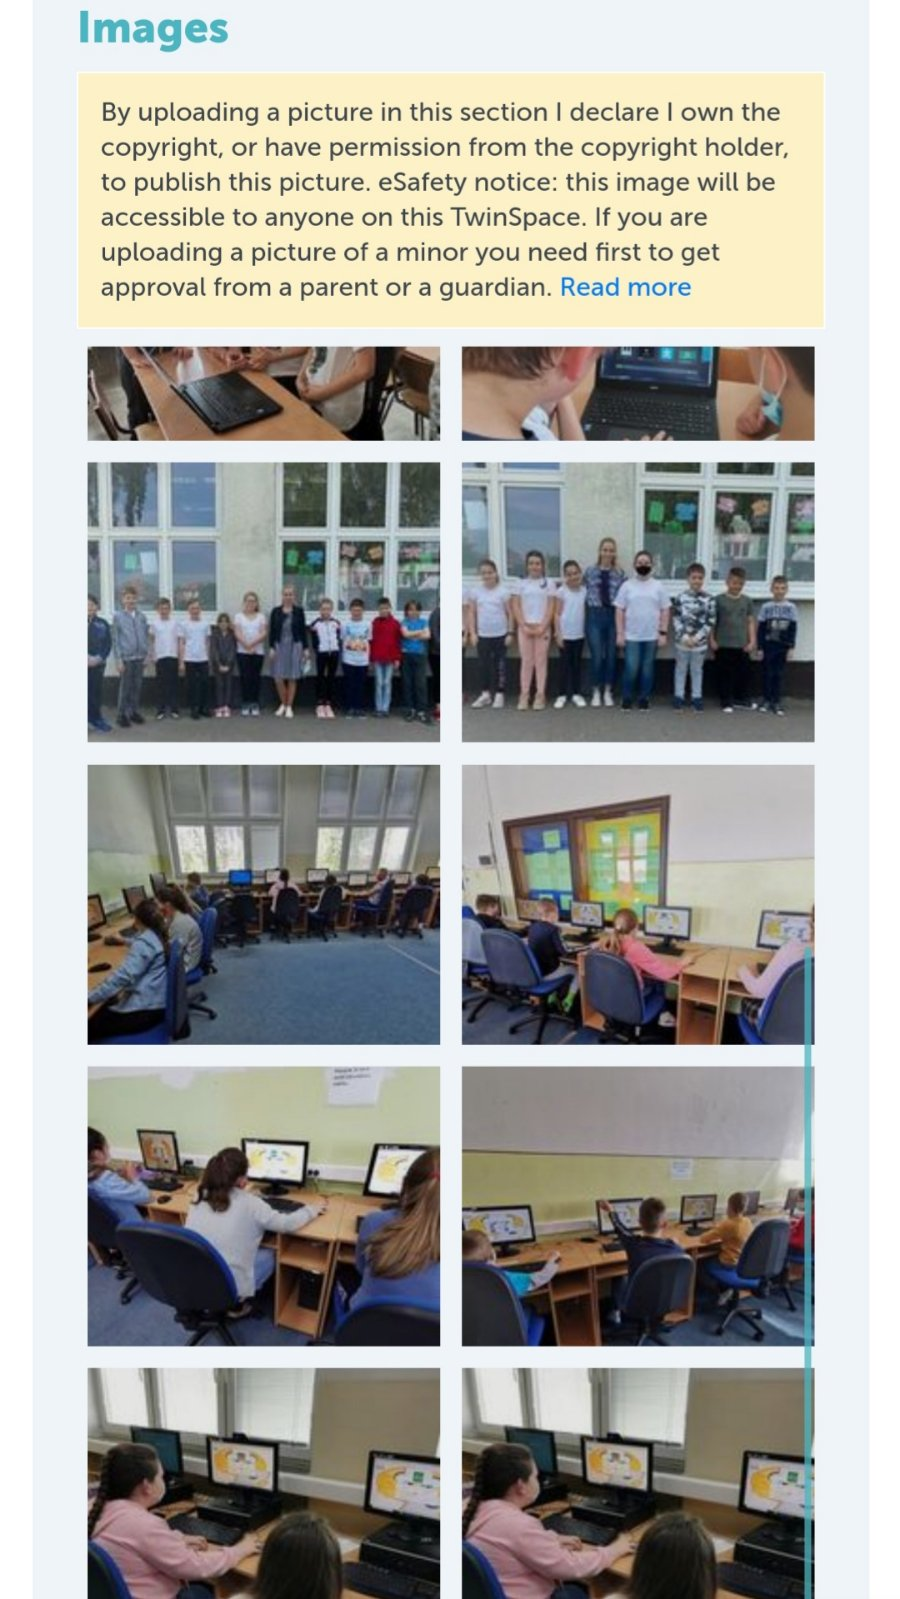 Images
By uploading a picture in this section I declare I own the
copyright, or have permission from the copyright holder,
to publish this picture. eSafety notice: this image will be
accessible to anyone on this TwinSpace. If you are
uploading a picture of a minor you need first to get
approval from a parent or a guardian. Read more